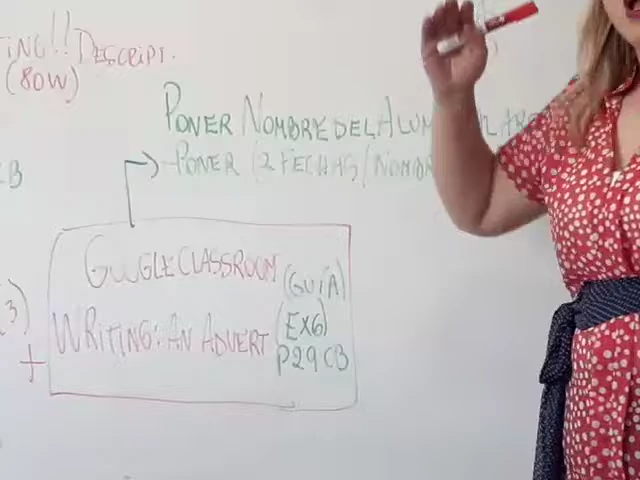 TING!! DESCRIPT.
(80W)
PONER NOMBRE DEL ALUM
-PONER (2 FECHAS/NOMBR
CB
GOOGLE CLASSROOM (GUÍA)
3)
WRITING: AN ADVERT (EX6)
+
P29 CB